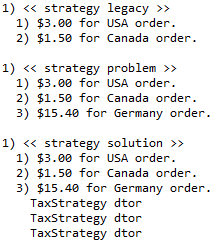 1) << strategy legacy >>
1) $3.00 for USA order.
2) $1.50 for Canada order.
1) << strategy problem >>
1) $3.00 for USA order.
2) $1.50 for Canada order.
3) $15.40 for Germany order.
1) << strategy solution >>
1) $3.00 for USA order.
2) $1.50 for Canada order.
3) $15.40 for Germany order.
TaxStrategy dtor
TaxStrategy dtor
TaxStrategy dtor